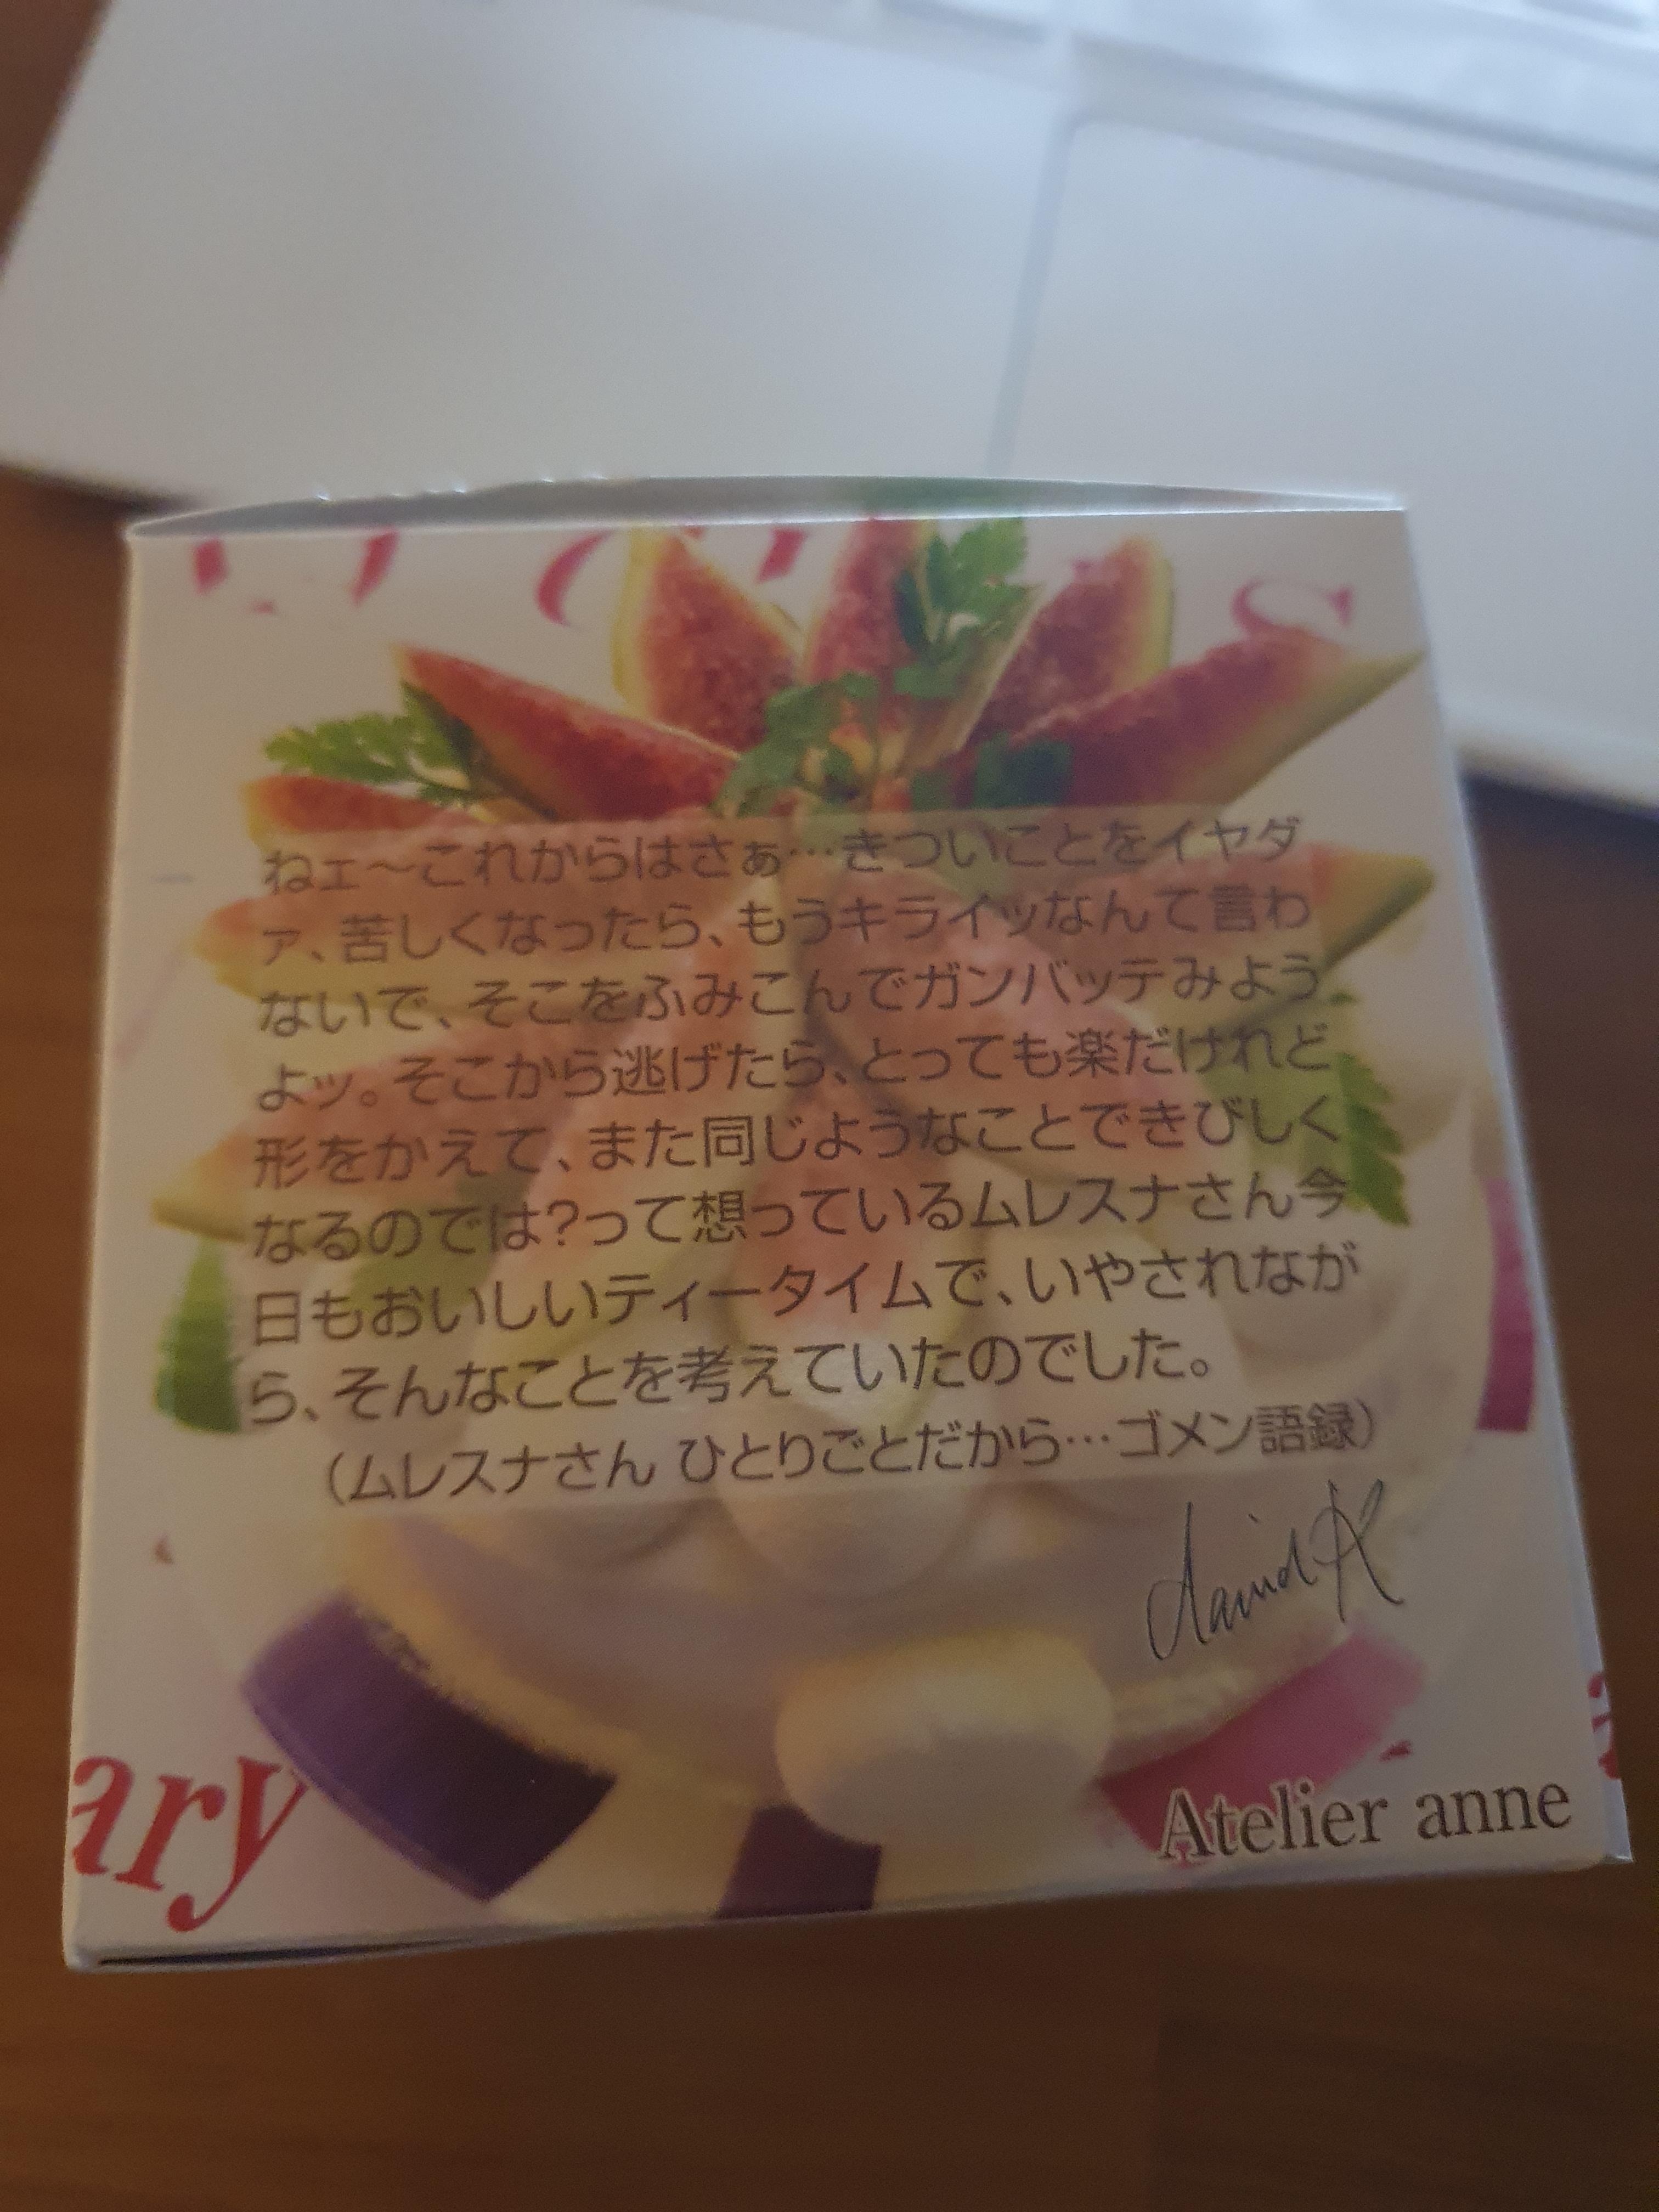 ねェ～これからはさぁ…きついことをイヤダ
ァ、苦しくなったら、もうキライッなんて言わ
ないで、そこをふみこんでガンバッテみよう
よッ。そこから逃げたら、とっても楽だけれど
形をかえて、また同じようなことできびしく
なるのでは?って想っているムレスナさん今
日もおいしいティータイムで、いやされなが
ら、そんなことを考えていたのでした。
(ムレスナさん ひとりごとだから…ゴメン語録)
david K
ary
Atelier anne